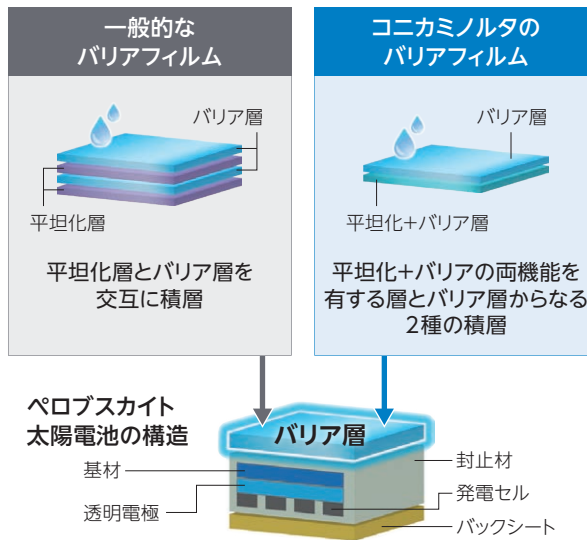 一般的な
バリアフィルム
バリア層
平坦化層
平坦化層とバリア層を
交互に積層
コニカミノルタの
バリアフィルム
バリア層
平坦化+バリア層
平坦化+バリアの両機能を
有する層とバリア層からなる
2種の積層
ペロブスカイト
太陽電池の構造
バリア層
基材
透明電極
封止材
発電セル
バックシート